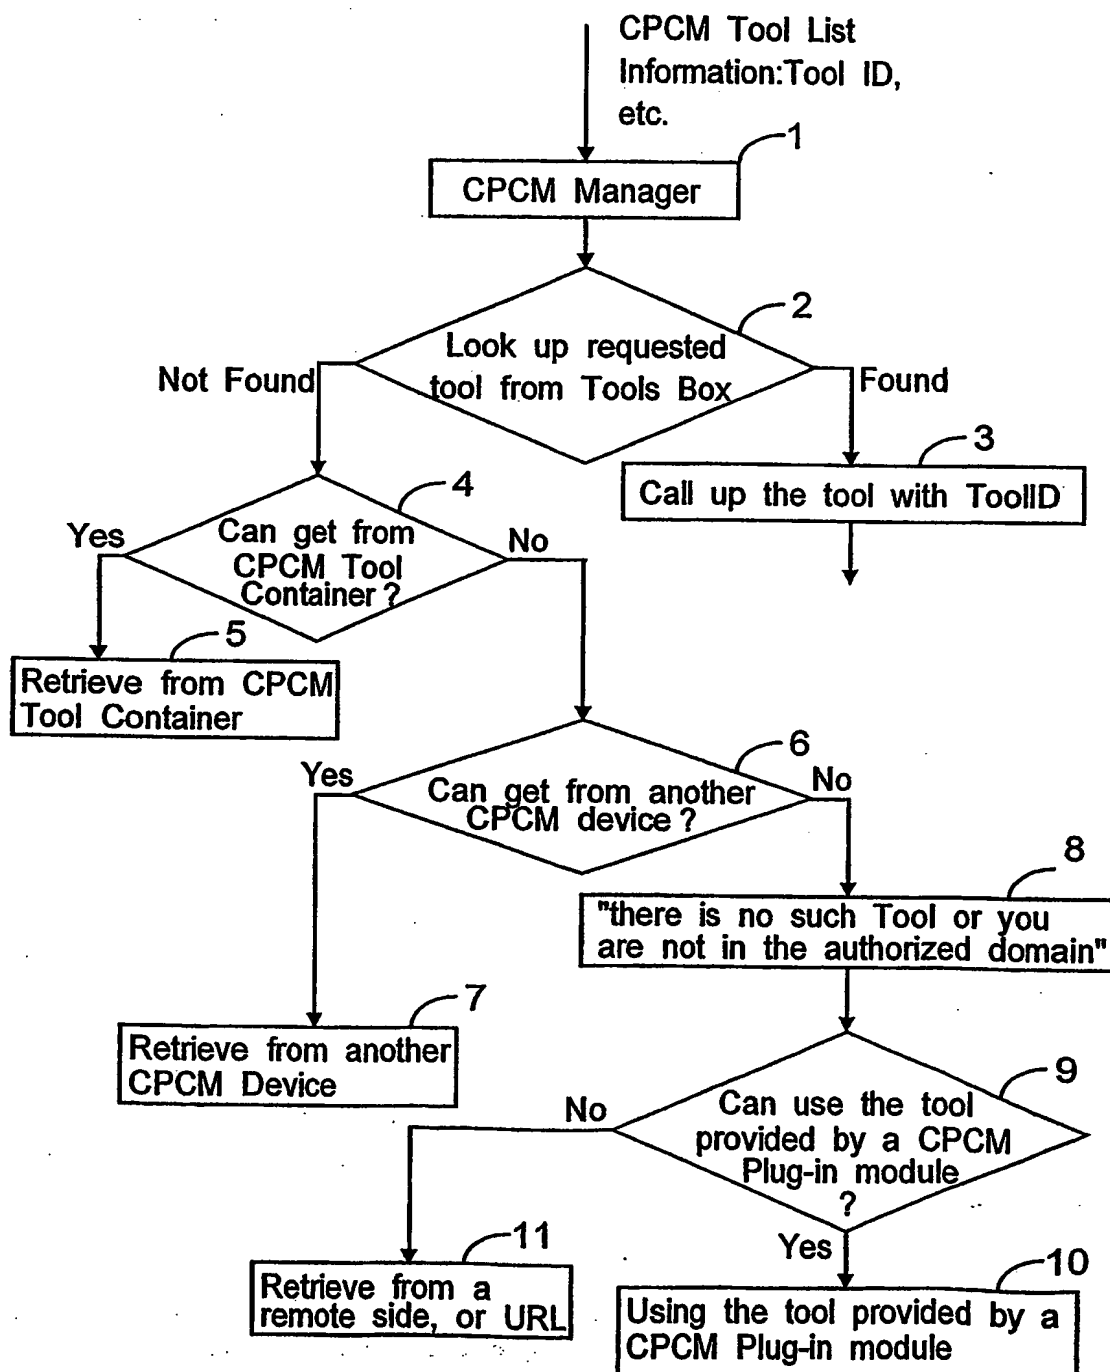 CPCM Tool List
Information:Tool ID,
etc.
1
CPCM Manager
2
Look up requested
tool from Tools Box
Not Found
Found
3
Call up the tool with ToolID
4
Can get from
CPCM Tool
Container ?
Yes
No
5
Retrieve from CPCM
Tool Container
6
Can get from another
CPCM device ?
Yes
No
8
"there is no such Tool or you
are not in the authorized domain"
7
Retrieve from another
CPCM Device
9
Can use the tool
provided by a CPCM
Plug-in module
?
No
Yes
11
Retrieve from a
remote side, or URL
10
Using the tool provided by a
CPCM Plug-in module